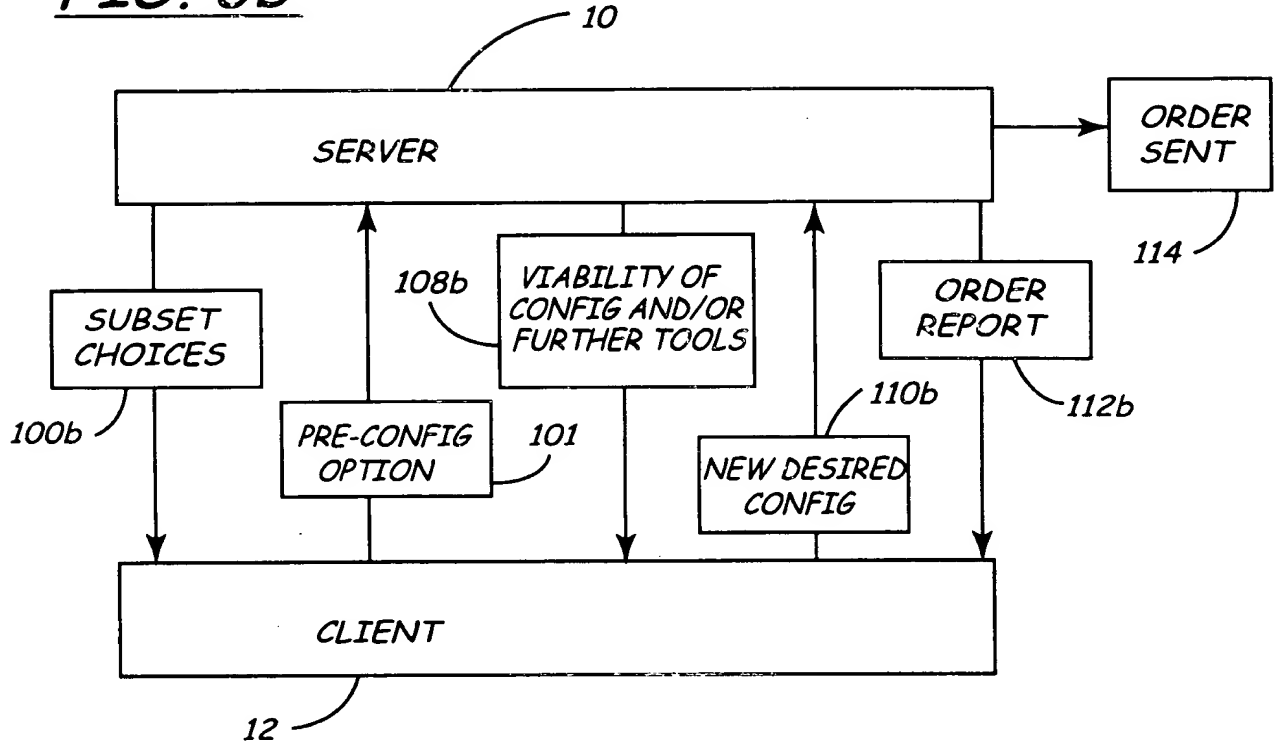 10
SERVER
ORDER
SENT
114
SUBSET
CHOICES
100b
PRE-CONFIG
OPTION
101
108b
VIABILITY OF
CONFIG AND/OR
FURTHER TOOLS
NEW DESIRED
CONFIG
110b
ORDER
REPORT
112b
CLIENT
12